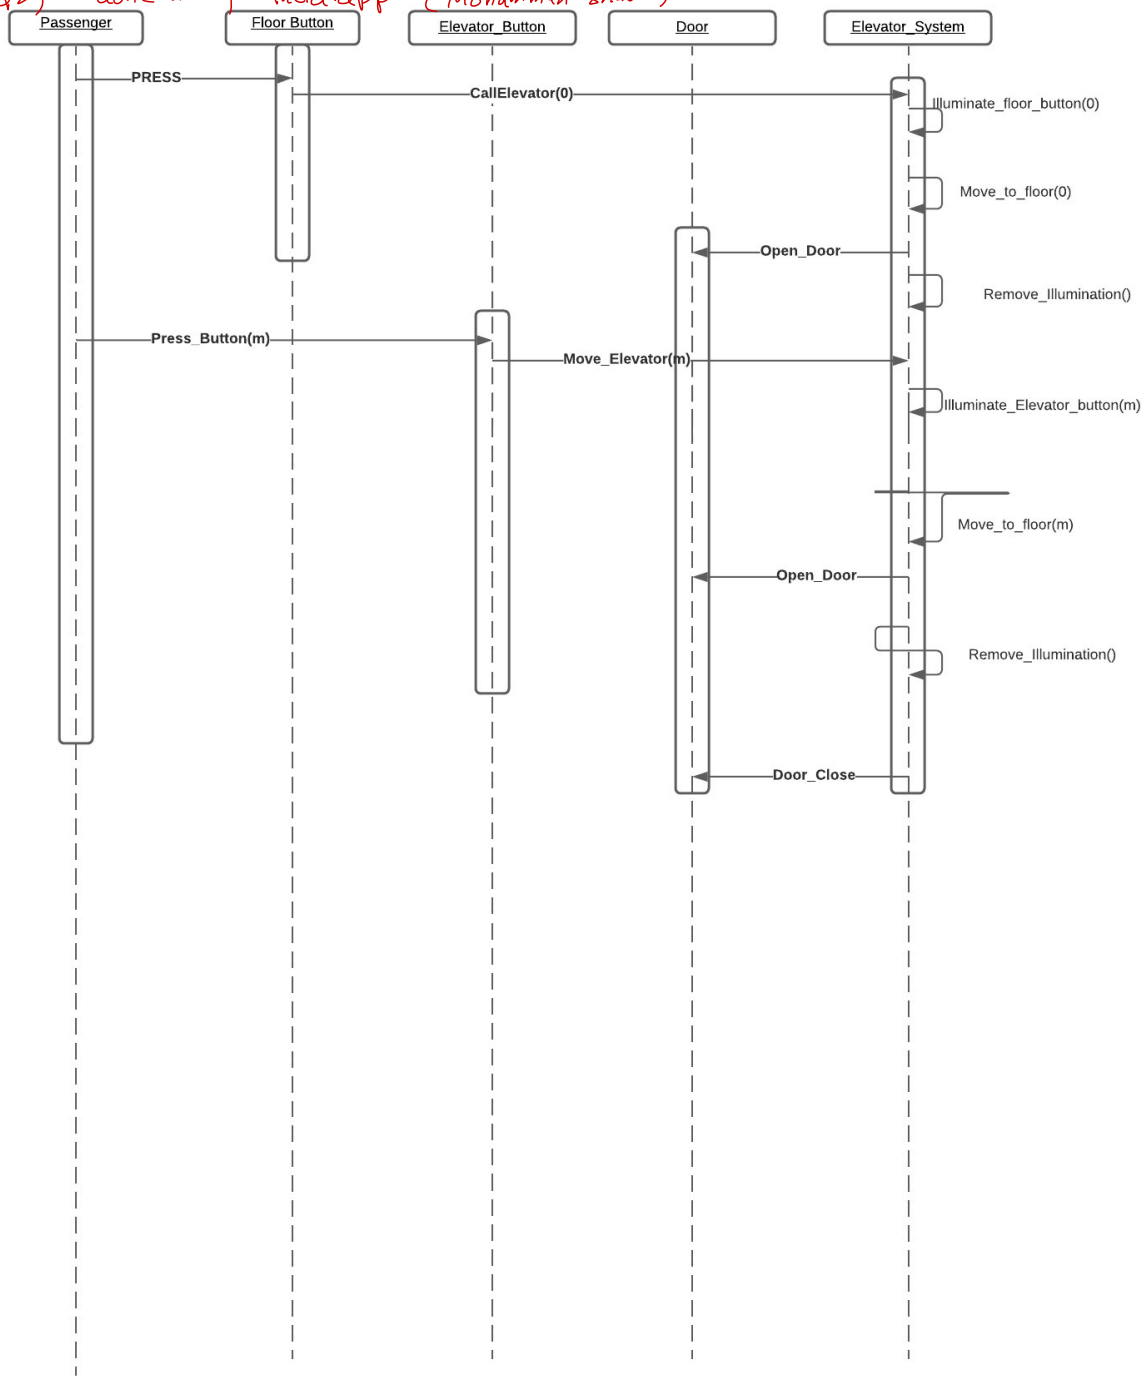 Passenger
Floor Button
Elevator_Button
Door
Elevator_System
PRESS
CallElevator(0)
Illuminate_floor_button(0)
Move_to_floor(0)
Open_Door
Remove_Illumination()
Press_Button(m)
Move_Elevator(m)
Illuminate_Elevator_button(m)
Move_to_floor(m)
Open_Door
Remove_Illumination()
Door_Close